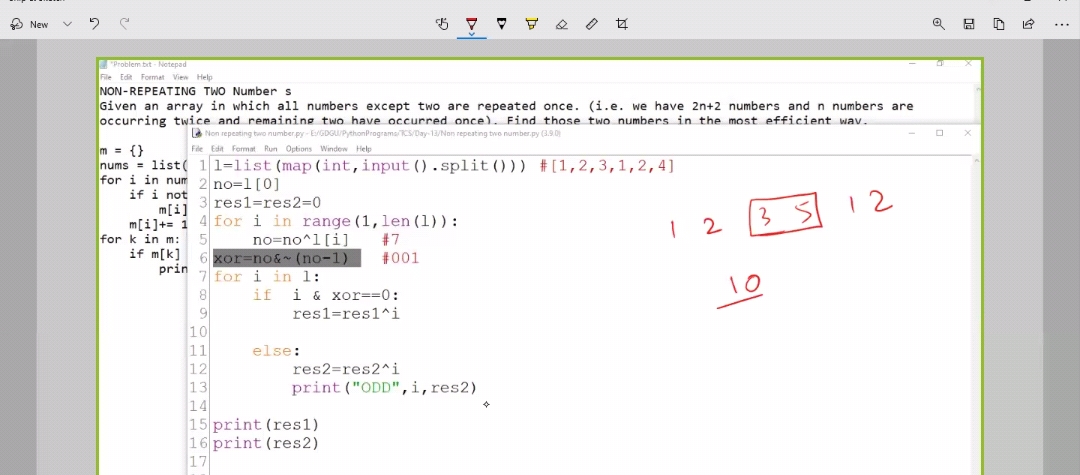 New
*Problem.txt - Notepad
File Edit Format View Help
NON-REPEATING TWO Number s
Given an array in which all numbers except two are repeated once. (i.e. we have 2n+2 numbers and n numbers are
occurring twice and remaining two have occurred once). Find those two numbers in the most efficient way.
m = {}
nums = list(
for i in num
if i not
m[i]
m[i]+= 1
for k in m:
if m[k]
prin
Non repeating two number.py - E:/GDGU/PythonPrograms/TCS/Day-13/Non repeating two number.py (3.9.0)
File Edit Format Run Options Window Help
1 l=list(map(int,input().split())) #[1,2,3,1,2,4]
2 no=l[0]
3 res1=res2=0
4 for i in range(1,len(l)):
5 no=no^l[i] #7
6 xor=no&~(no-1) #001
7 for i in l:
8 if i & xor==0:
9 res1=res1^i
10
11 else:
12 res2=res2^i
13 print("ODD",i,res2)
14
15 print(res1)
16 print(res2)
17
1 2 3 5 1 2
10